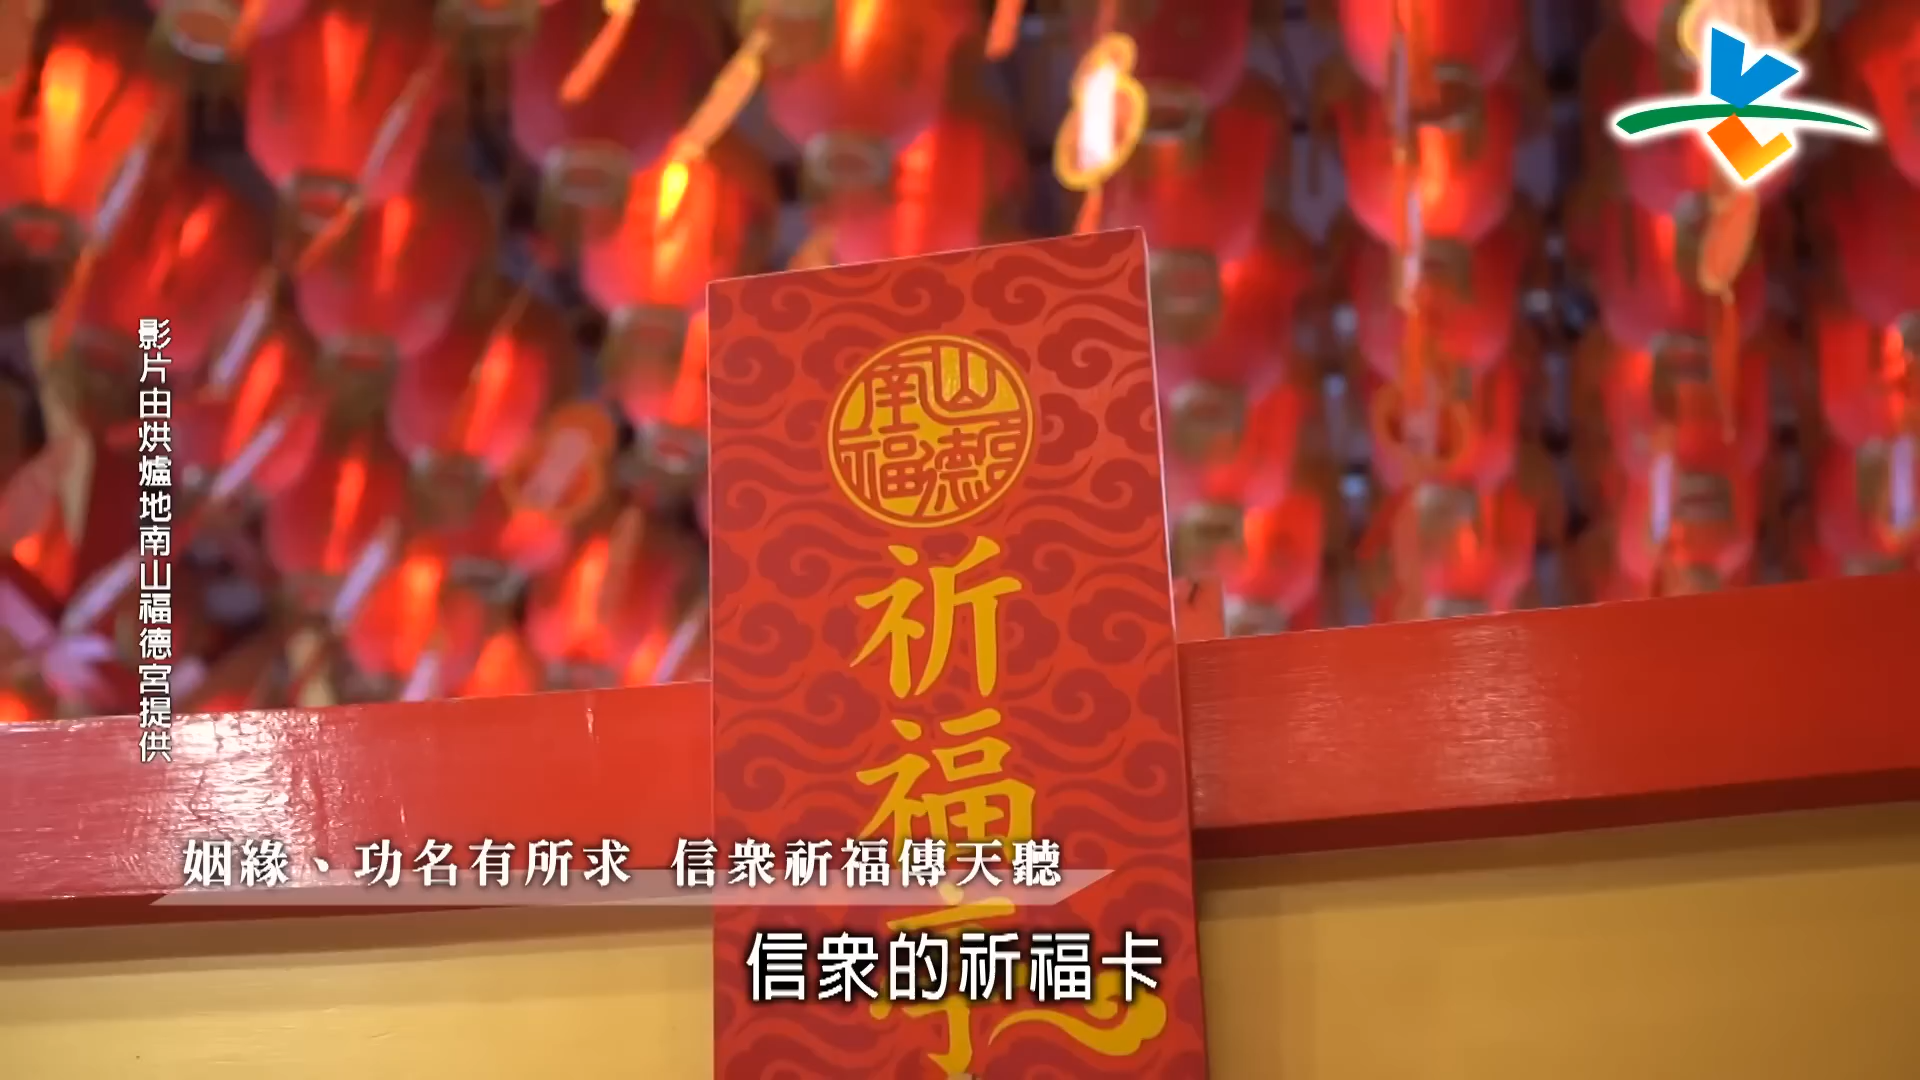 影片由烘爐地南山福德宮提供
南山福德
祈福
姻緣、功名有所求 信眾祈福傳天聽
信眾的祈福卡